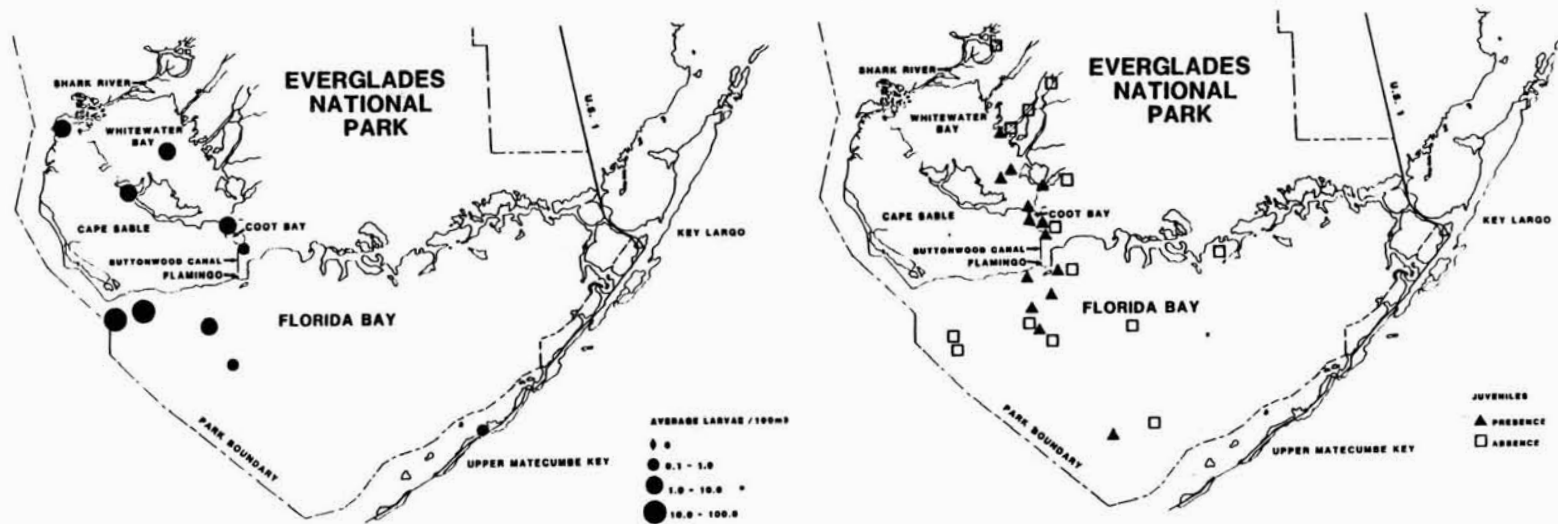 EVERGLADES
NATIONAL
PARK
SHARK RIVER
WHITEWATER
BAY
U.S. 1
CAPE SABLE
COOT BAY
KEY LARGO
BUTTONWOOD CANAL
FLAMINGO
FLORIDA BAY
PARK BOUNDARY
UPPER MATECUMBE KEY
AVERAGE LARVAE /100m3
0
0.1 - 1.0
1.0 - 10.0
10.0 - 100.0
EVERGLADES
NATIONAL
PARK
SHARK RIVER
WHITEWATER
BAY
U.S. 1
CAPE SABLE
COOT BAY
KEY LARGO
BUTTONWOOD CANAL
FLAMINGO
FLORIDA BAY
PARK BOUNDARY
UPPER MATECUMBE KEY
JUVENILES
PRESENCE
ABSENCE